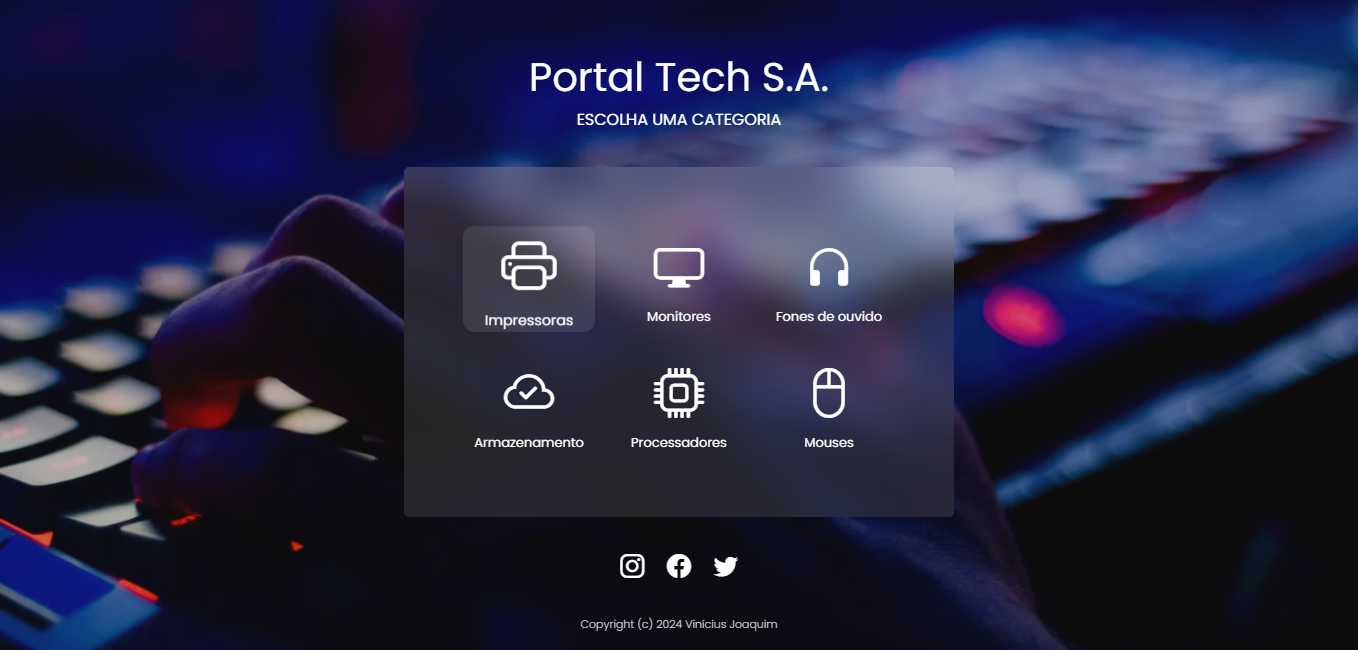 Portal Tech S.A.
ESCOLHA UMA CATEGORIA
Impressoras
Monitores
Fones de ouvido
Armazenamento
Processadores
Mouses
Copyright (c) 2024 Vinícius Joaquim